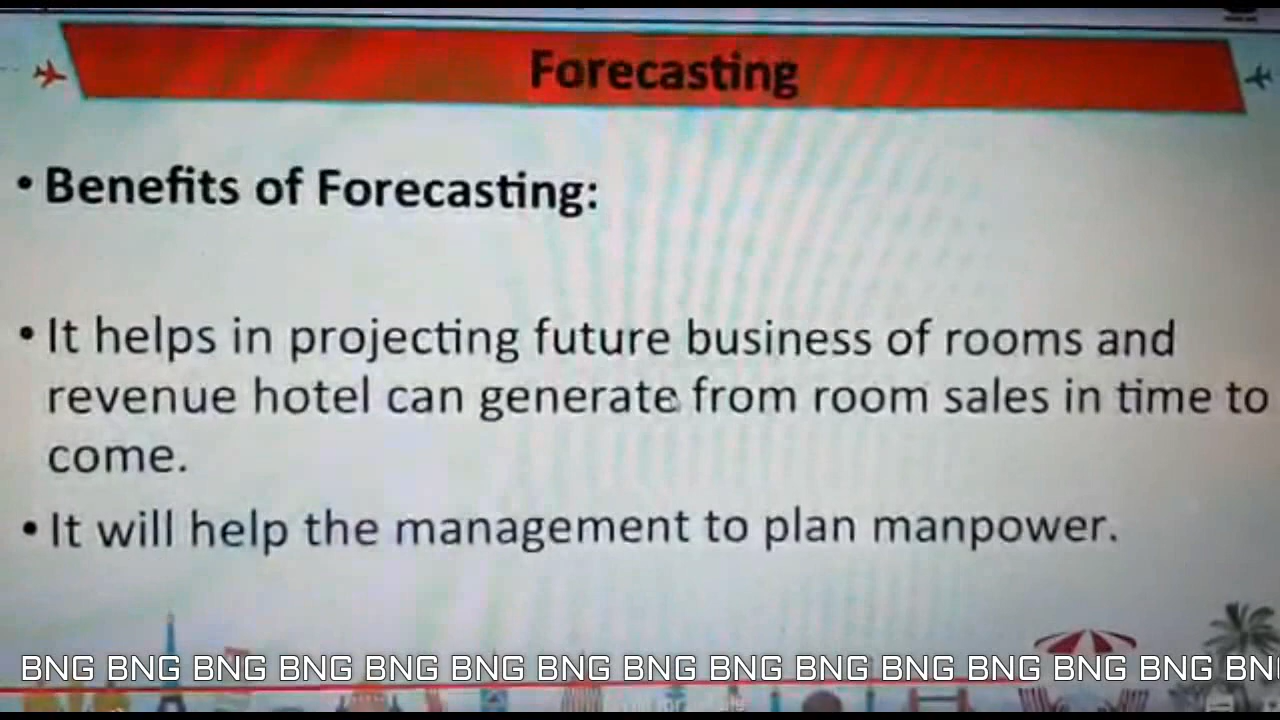 Forecasting
• Benefits of Forecasting:
• It helps in projecting future business of rooms and
revenue hotel can generate from room sales in time to
come.
• It will help the management to plan manpower.
BNG BNG BNG BNG BNG BNG BNG BNG BNG BNG BNG BNG BNG BNG BN